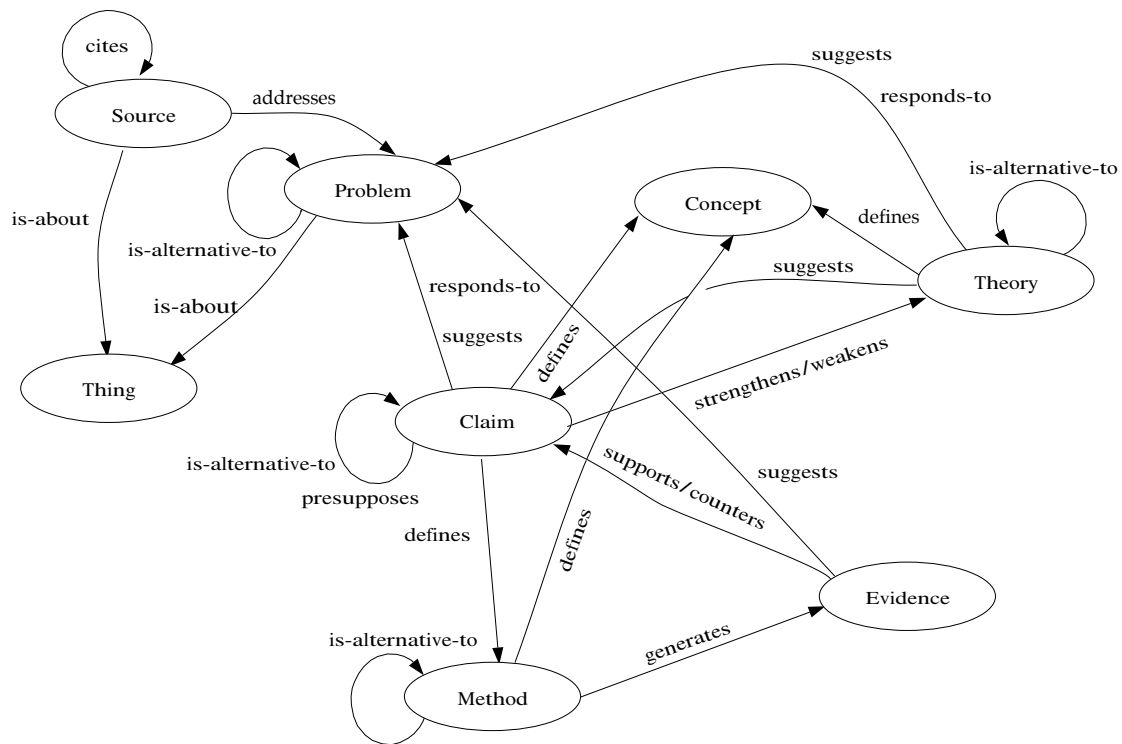 cites
suggests
addresses
responds-to
Source
is-alternative-to
Problem
Concept
is-about
defines
is-alternative-to
suggests
Theory
responds-to
is-about
suggests
defines
strengthens/weakens
Thing
Claim
is-alternative-to
supports/counters
suggests
presupposes
defines
defines
Evidence
is-alternative-to
generates
Method